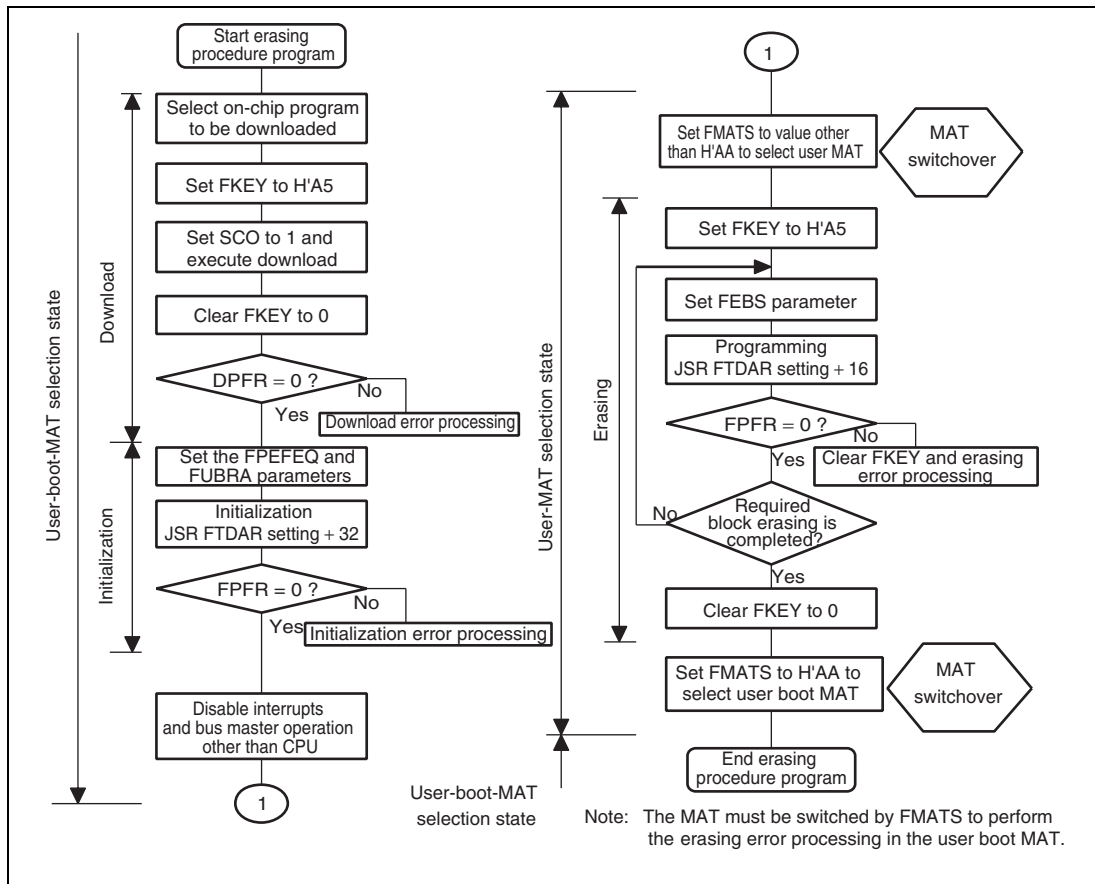 Start erasing
procedure program
Select on-chip program
to be downloaded
Set FKEY to H'A5
Set SCO to 1 and
execute download
Clear FKEY to 0
DPFR = 0 ?
No
Yes
Download error processing
Set the FPEFEQ and
FUBRA parameters
Initialization
JSR FTDAR setting + 32
FPFR = 0 ?
No
Yes
Initialization error processing
Disable interrupts
and bus master operation
other than CPU
1
Download
Initialization
User-boot-MAT selection state
1
Set FMATS to value other
than H'AA to select user MAT
MAT
switchover
Set FKEY to H'A5
Set FEBS parameter
Programming
JSR FTDAR setting + 16
FPFR = 0 ?
No
Yes
Clear FKEY and erasing
error processing
Required
block erasing is
completed?
No
Yes
Clear FKEY to 0
Set FMATS to H'AA to
select user boot MAT
MAT
switchover
End erasing
procedure program
Erasing
User-MAT selection state
User-boot-MAT
selection state
Note: The MAT must be switched by FMATS to perform
the erasing error processing in the user boot MAT.